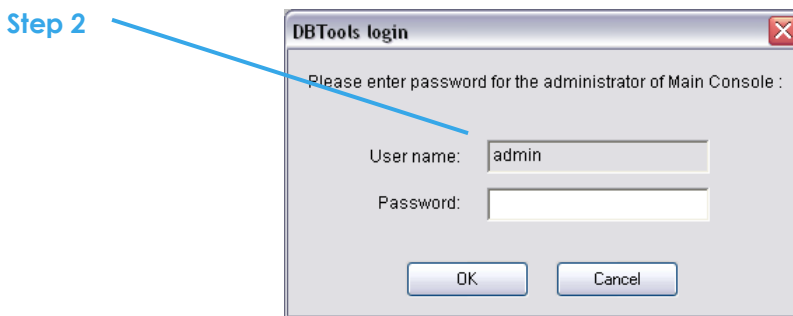 Step 2
DBTools login
Please enter password for the administrator of Main Console :
User name: admin
Password:
OK Cancel